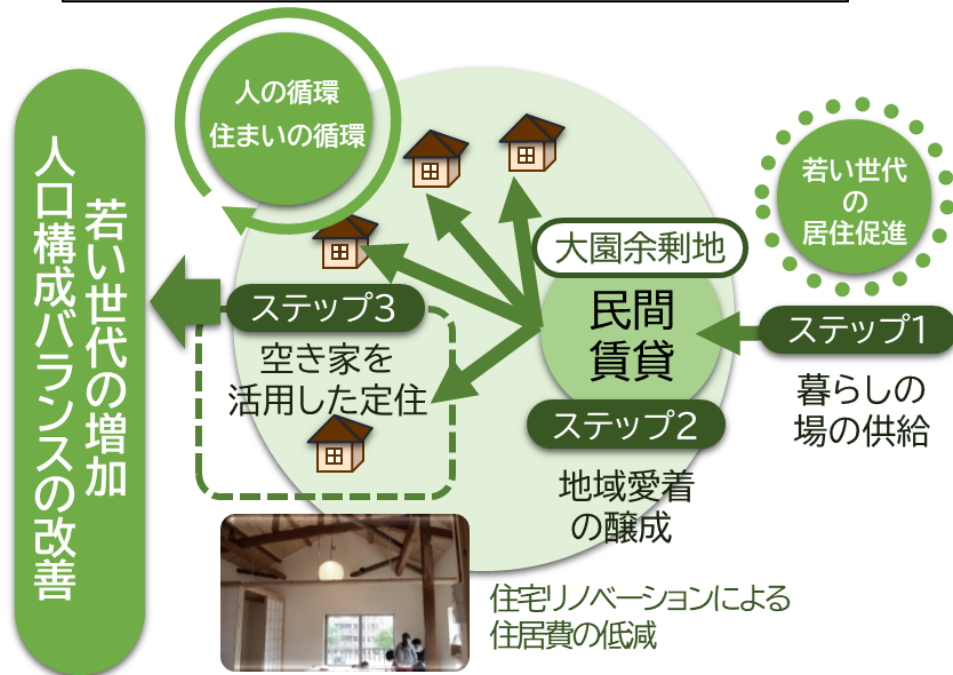 人の循環
住まいの循環
若い世代
の
居住促進
大園余剰地
民間
賃貸
ステップ1
暮らしの
場の供給
ステップ2
地域愛着
の醸成
ステップ3
空き家を
活用した定住
住宅リノベーションによる
住居費の低減
若い世代の増加
人口構成バランスの改善